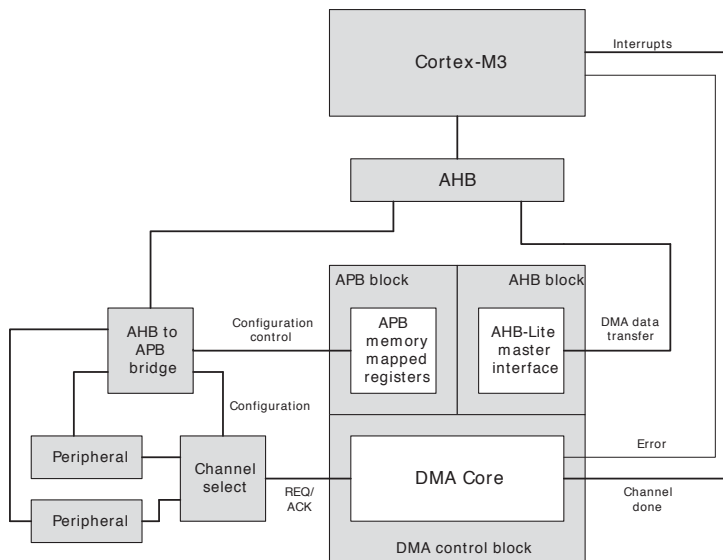 Cortex-M3
Interrupts
AHB
APB block
AHB block
AHB to
APB
bridge
Configuration
control
APB
memory
mapped
registers
AHB-Lite
master
interface
DMA data
transfer
Configuration
Peripheral
Channel
select
Peripheral
REQ/
ACK
DMA Core
Error
Channel
done
DMA control block